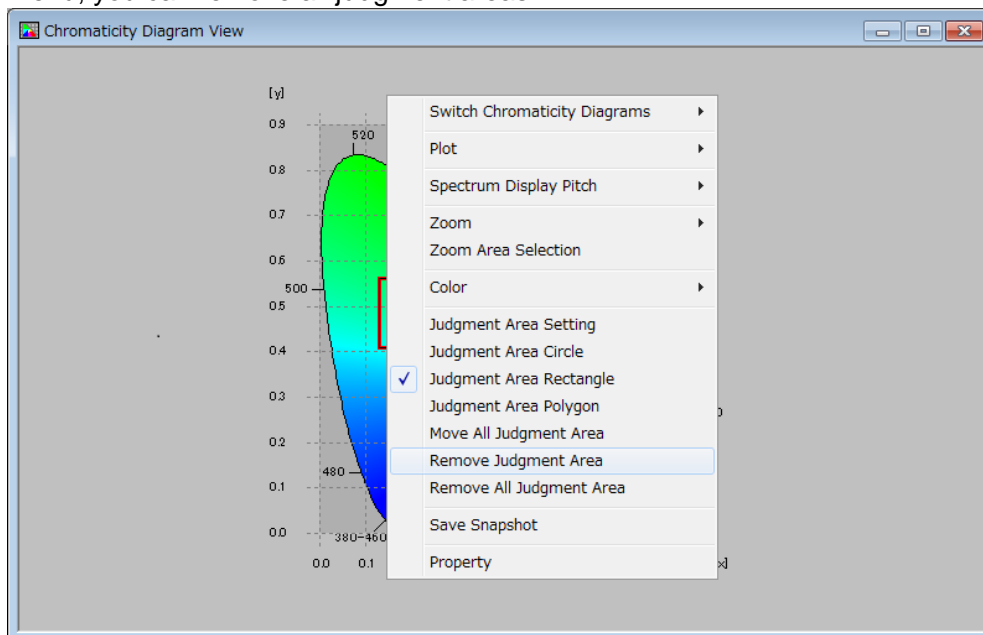 Chromaticity Diagram View
[y]
0.9
520
0.8
0.7
0.6
500
0.5
0.4
0.3
0.2
480
0.1
0.0
380-460
0.0 0.1
Switch Chromaticity Diagrams
Plot
Spectrum Display Pitch
Zoom
Zoom Area Selection
Color
Judgment Area Setting
Judgment Area Circle
Judgment Area Rectangle
Judgment Area Polygon
Move All Judgment Area
Remove Judgment Area
Remove All Judgment Area
Save Snapshot
Property